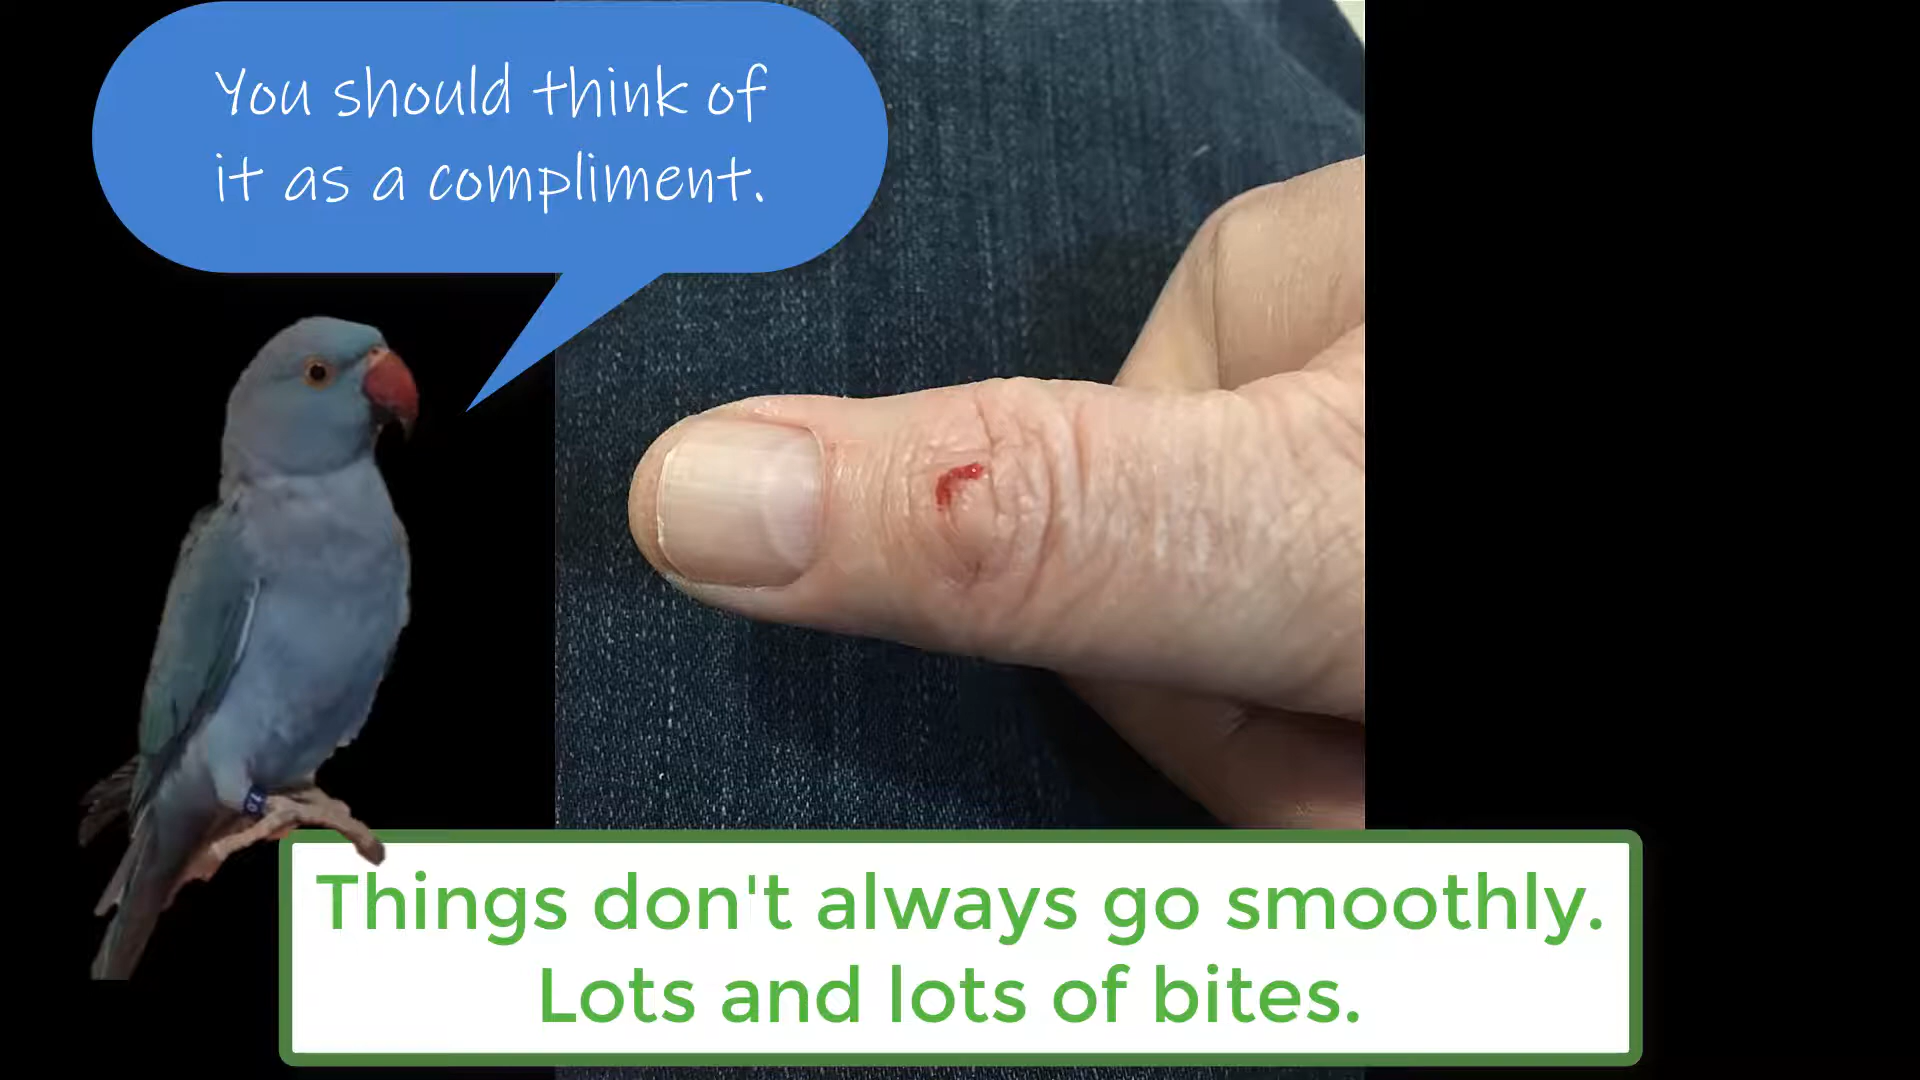 You should think of
it as a compliment.
Things don't always go smoothly.
Lots and lots of bites.